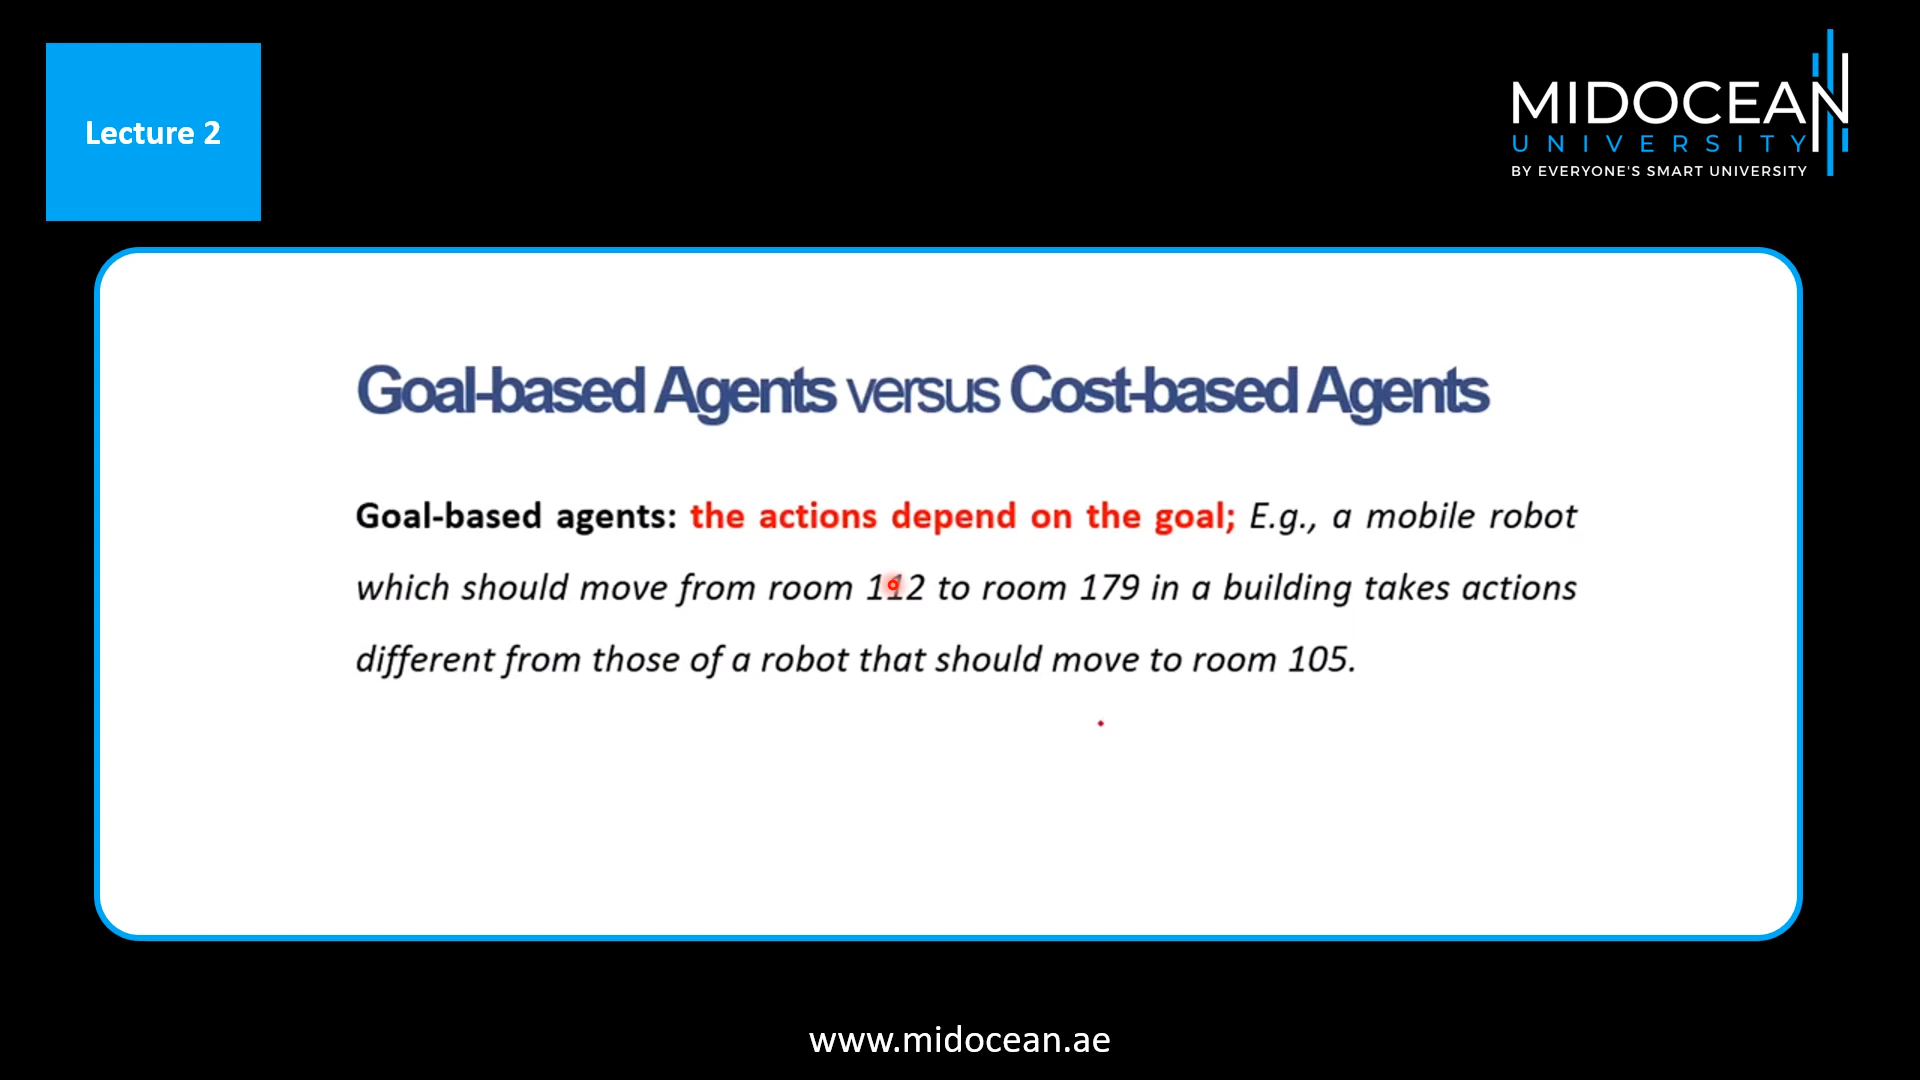 Lecture 2
MIDOCEAN
UNIVERSITY
BY EVERYONE'S SMART UNIVERSITY
Goal-based Agents versus Cost-based Agents
Goal-based agents: the actions depend on the goal; E.g., a mobile robot
which should move from room 112 to room 179 in a building takes actions
different from those of a robot that should move to room 105.
www.midocean.ae